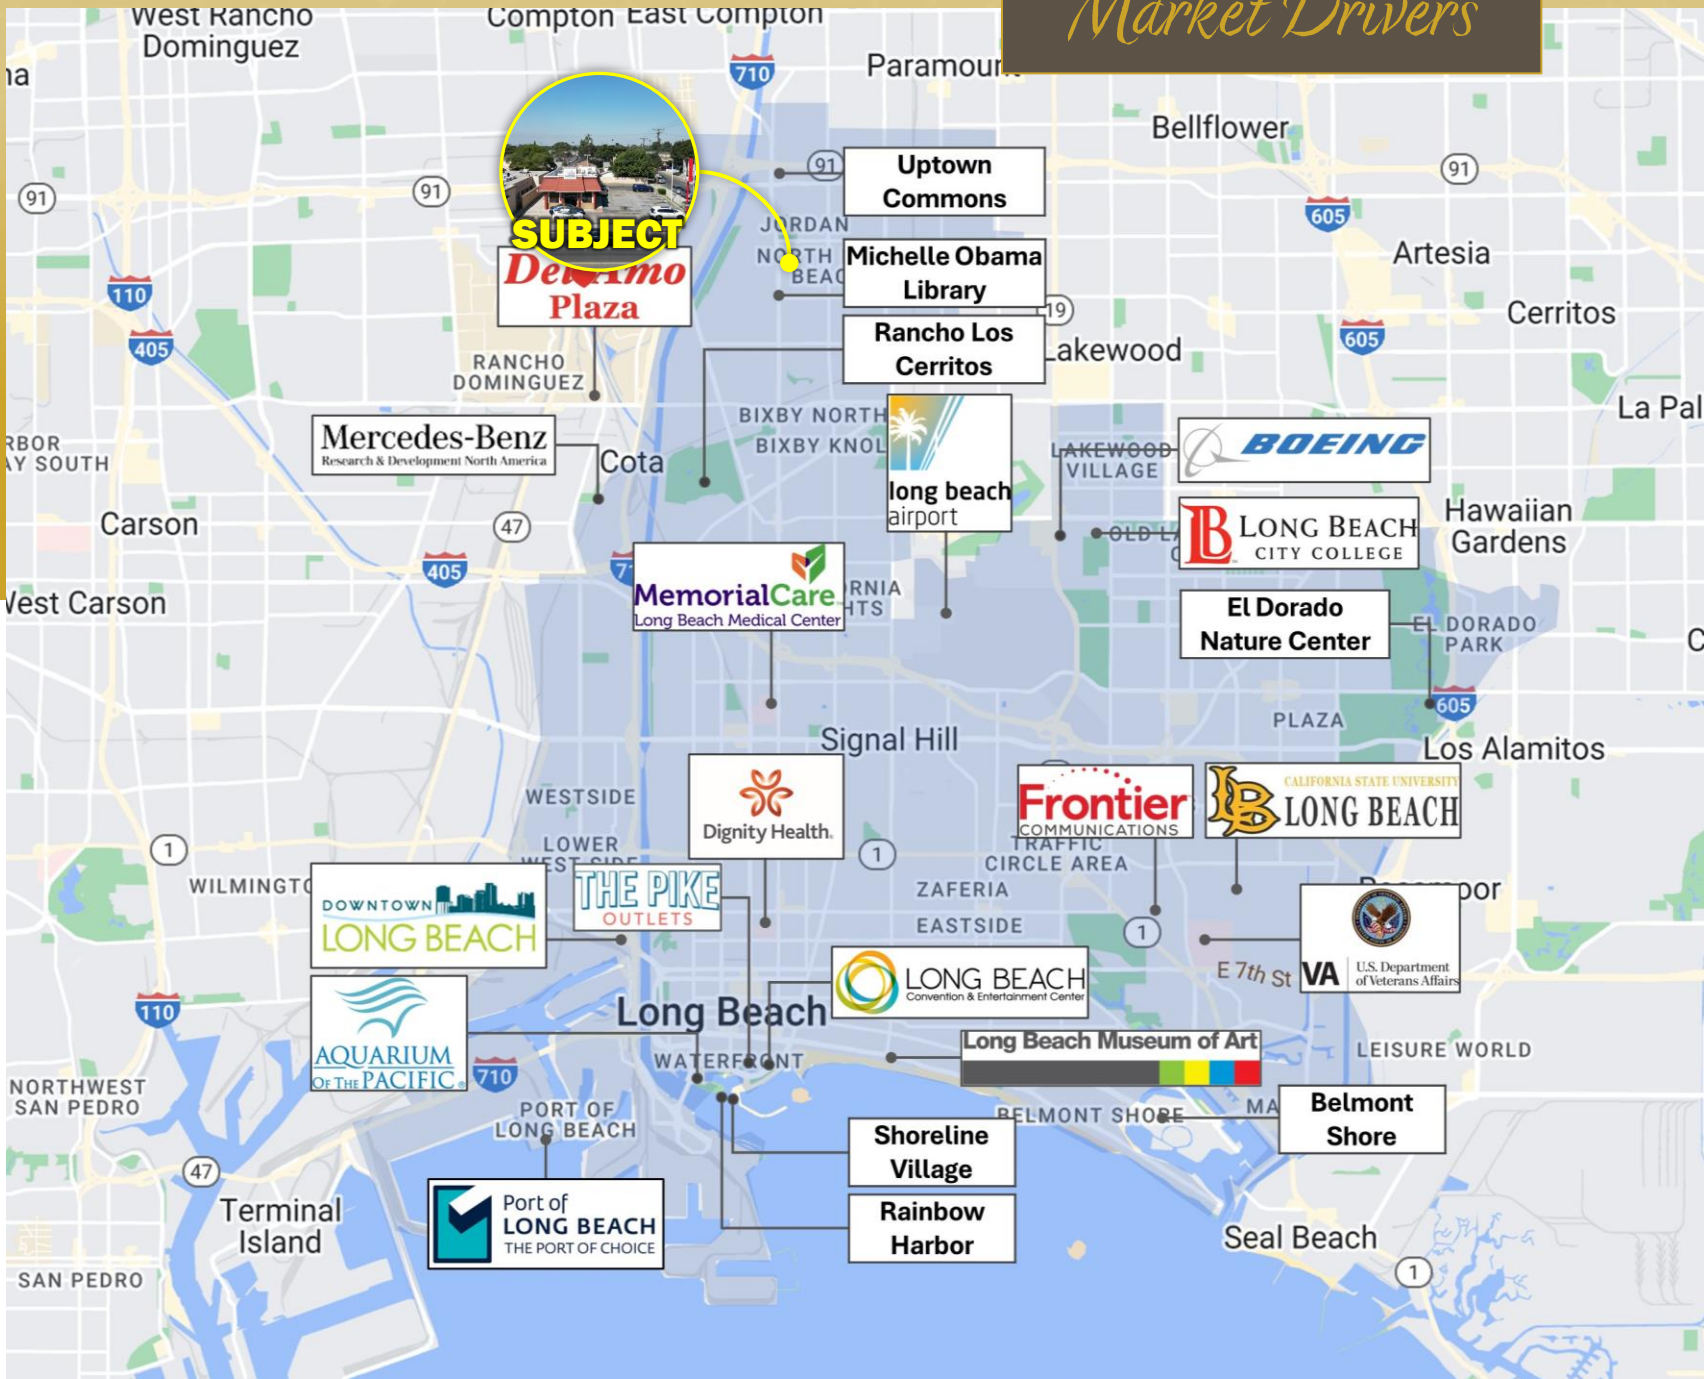 Market Drivers
West Rancho
Dominguez
Compton
East Compton
710
Paramount
Bellflower
91
91
91
91
605
SUBJECT
Uptown
Commons
JORDAN
NORTH
Michelle Obama
Library
Artesia
Del Amo
Plaza
110
19
Rancho Los
Cerritos
Lakewood
Cerritos
605
405
RANCHO
DOMINGUEZ
BIXBY NORTH
Mercedes-Benz
Research & Development North America
Cota
long beach
airport
LAKEWOOD
VILLAGE
BOEING
Carson
47
LONG BEACH
CITY COLLEGE
Hawaiian
Gardens
405
MemorialCare
Long Beach Medical Center
West Carson
El Dorado
Nature Center
EL DORADO
PARK
605
PLAZA
Signal Hill
Los Alamitos
WESTSIDE
Dignity Health.
Frontier
COMMUNICATIONS
CALIFORNIA STATE UNIVERSITY
LONG BEACH
LOWER
WEST SIDE
1
1
TRAFFIC
CIRCLE AREA
ZAFERIA
EASTSIDE
DOWNTOWN
LONG BEACH
THE PIKE
OUTLETS
1
E 7th St
VA
U.S. Department
of Veterans Affairs
110
Long Beach
LONG BEACH
Convention & Entertainment Center
AQUARIUM
OF THE PACIFIC
710
WATERFRONT
Long Beach Museum of Art
LEISURE WORLD
NORTHWEST
SAN PEDRO
PORT OF
LONG BEACH
BELMONT SHORE
Belmont
Shore
Shoreline
Village
47
Terminal
Island
Port of
LONG BEACH
THE PORT OF CHOICE
Rainbow
Harbor
Seal Beach
SAN PEDRO
1